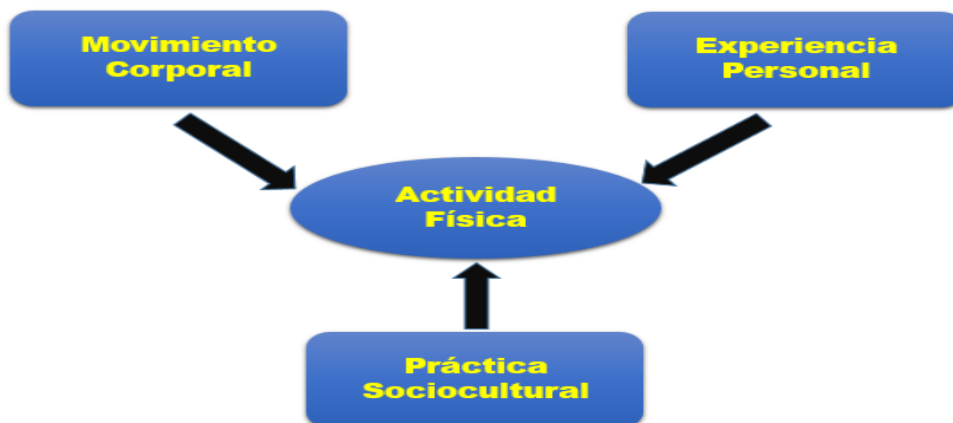 Movimiento
Corporal
Experiencia
Personal
Actividad
Física
Práctica
Sociocultural